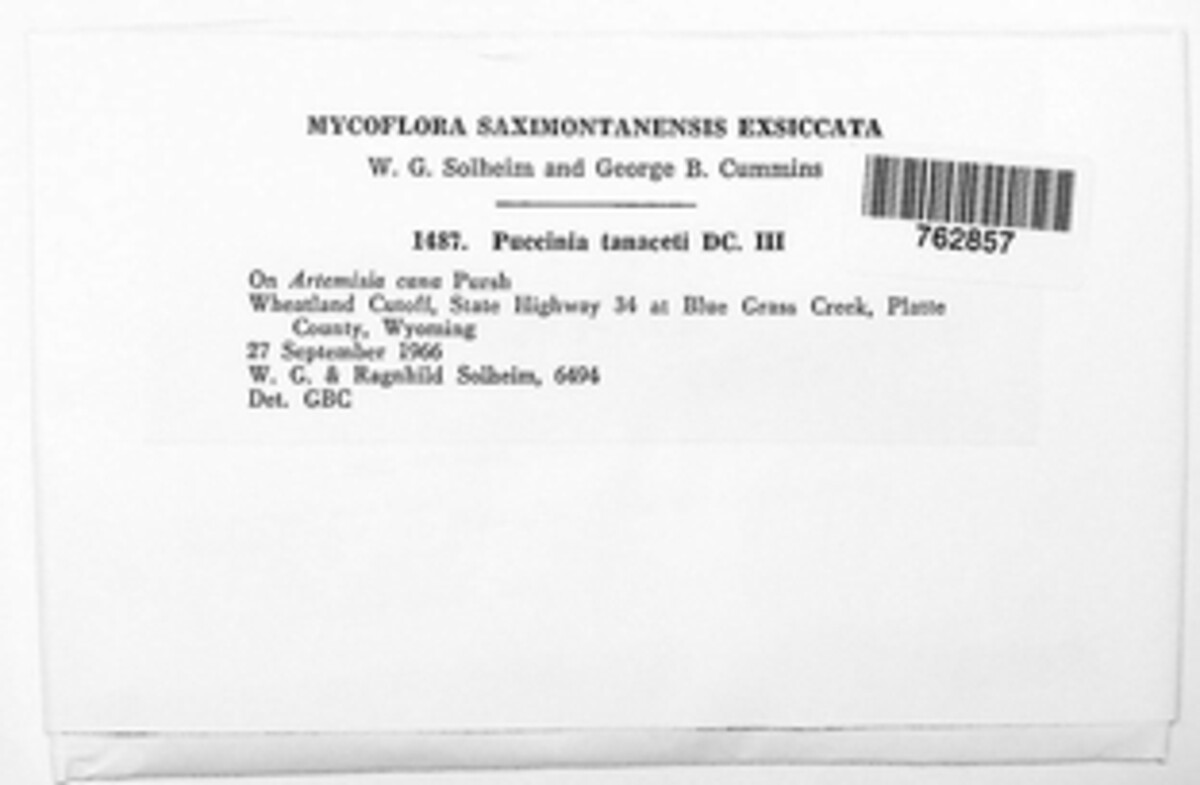 MYCOFLORA SAXIMONTANENSIS EXSICCATA
W. G. Solheim and George B. Cummins
762857
1487. Puccinia tanaceti DC. III
On Artemisia cana Pursh
Wheatland Cutoff, State Highway 34 at Blue Grass Creek, Platte
County, Wyoming
27 September 1966
W. G. & Ragnhild Solheim, 6494
Det. GBC